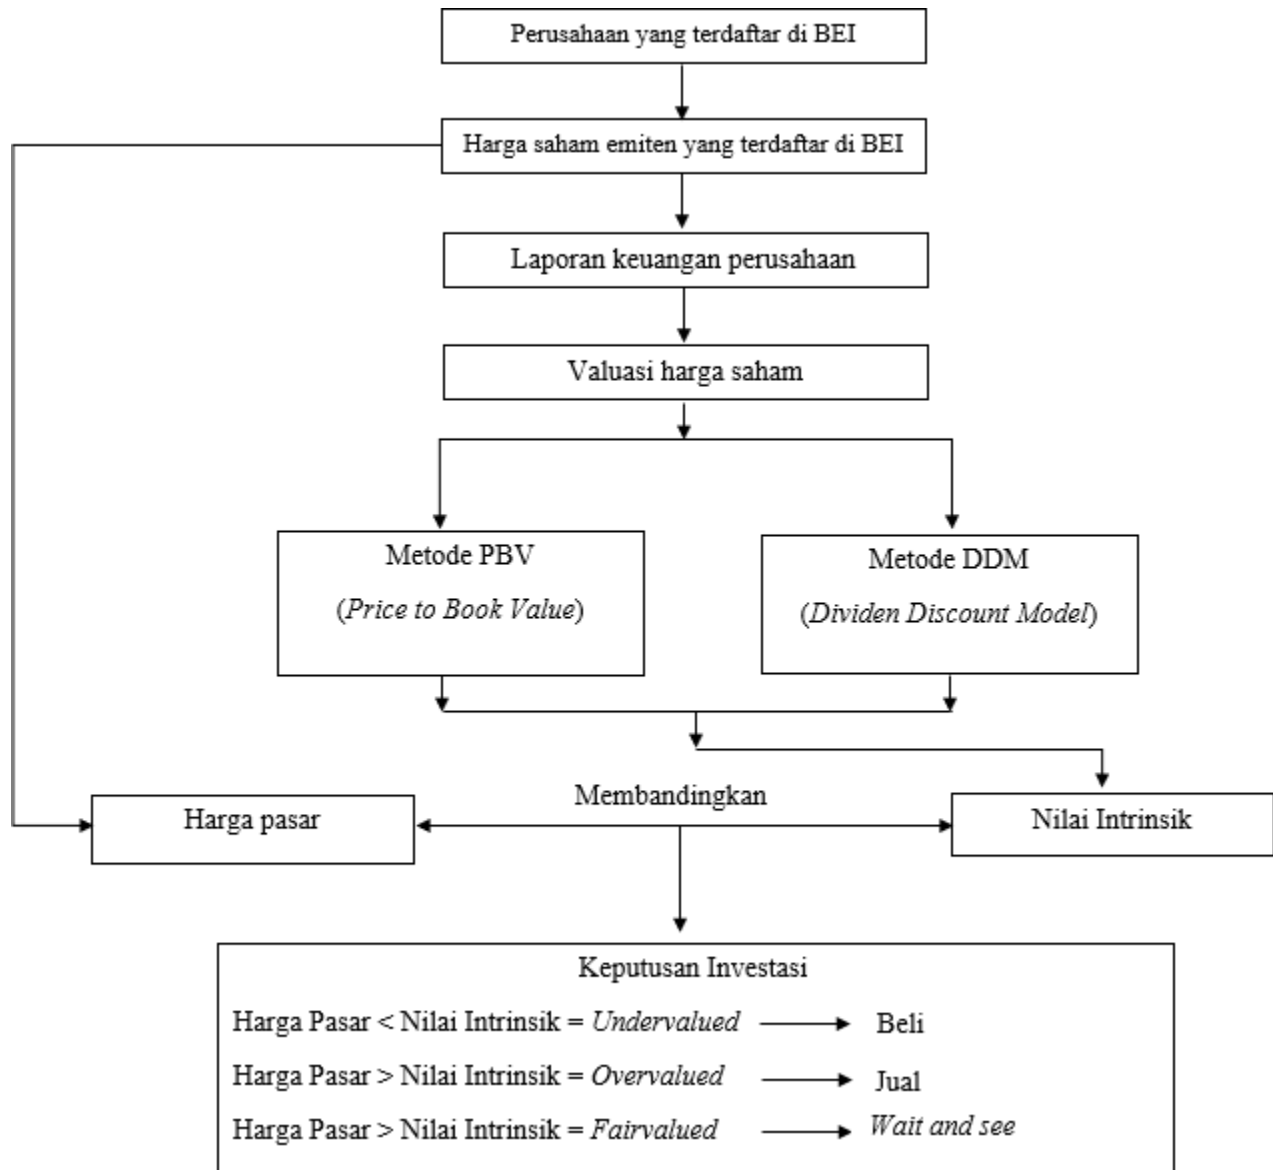 Perusahaan yang terdaftar di BEI
Harga saham emiten yang terdaftar di BEI
Laporan keuangan perusahaan
Valuasi harga saham
Metode PBV
(Price to Book Value)
Metode DDM
(Dividen Discount Model)
Membandingkan
Harga pasar
Nilai Intrinsik
Keputusan Investasi
Harga Pasar < Nilai Intrinsik = Undervalued Beli
Harga Pasar > Nilai Intrinsik = Overvalued Jual
Harga Pasar > Nilai Intrinsik = Fairvalued Wait and see